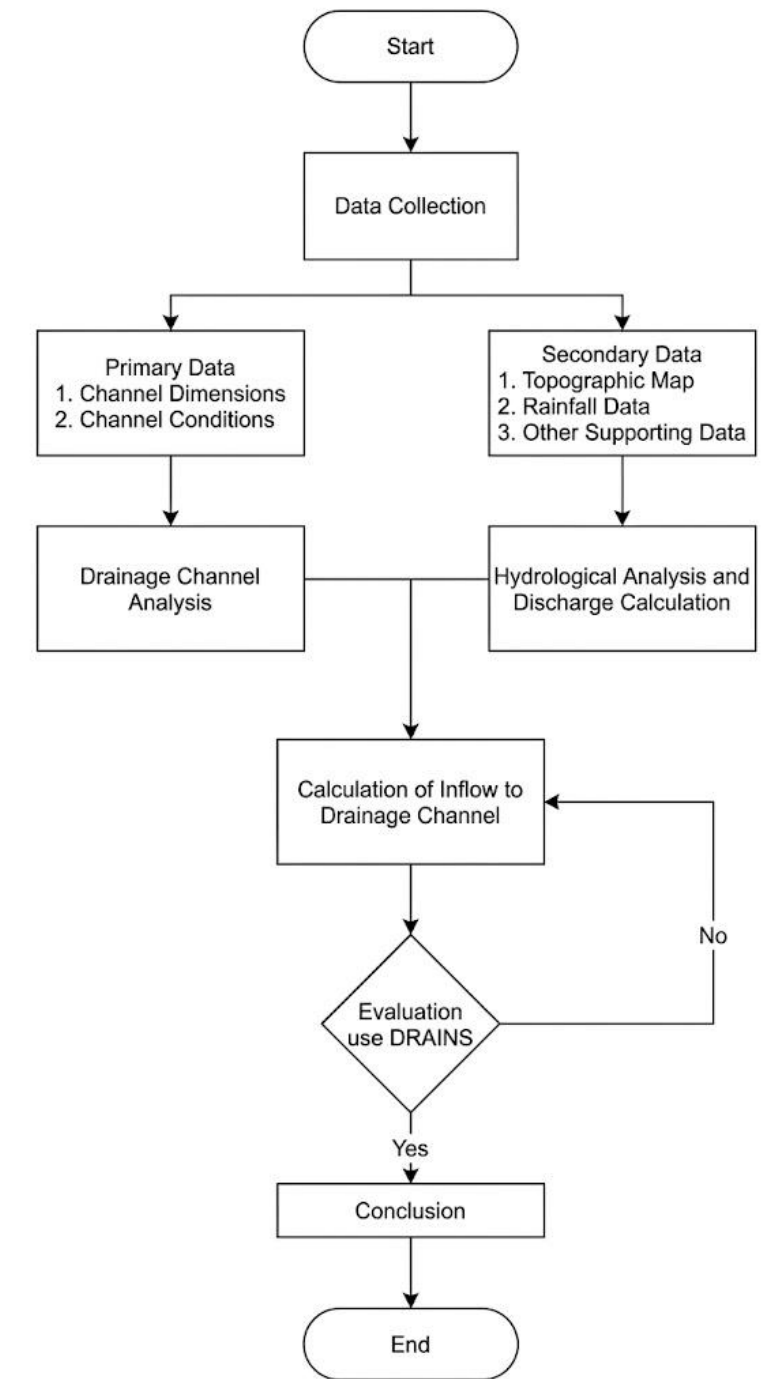 Start
Data Collection
Primary Data
1. Channel Dimensions
2. Channel Conditions
Secondary Data
1. Topographic Map
2. Rainfall Data
3. Other Supporting Data
Drainage Channel
Analysis
Hydrological Analysis and
Discharge Calculation
Calculation of Inflow to
Drainage Channel
No
Evaluation
use DRAINS
Yes
Conclusion
End